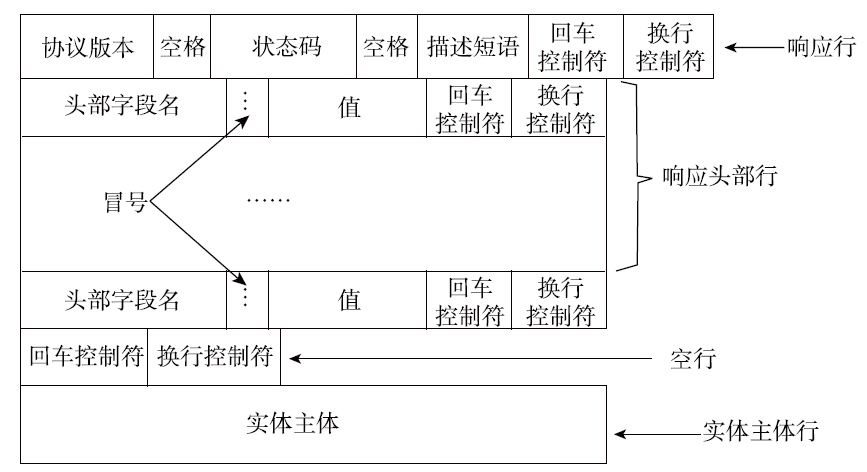 协议版本 空格 状态码 空格 描述短语 回车控制符 换行控制符 响应行
头部字段名 ⋮ 值 回车控制符 换行控制符
响应头部行
冒号 ……
头部字段名 ⋮ 值 回车控制符 换行控制符
回车控制符 换行控制符 空行
实体主体 实体主体行